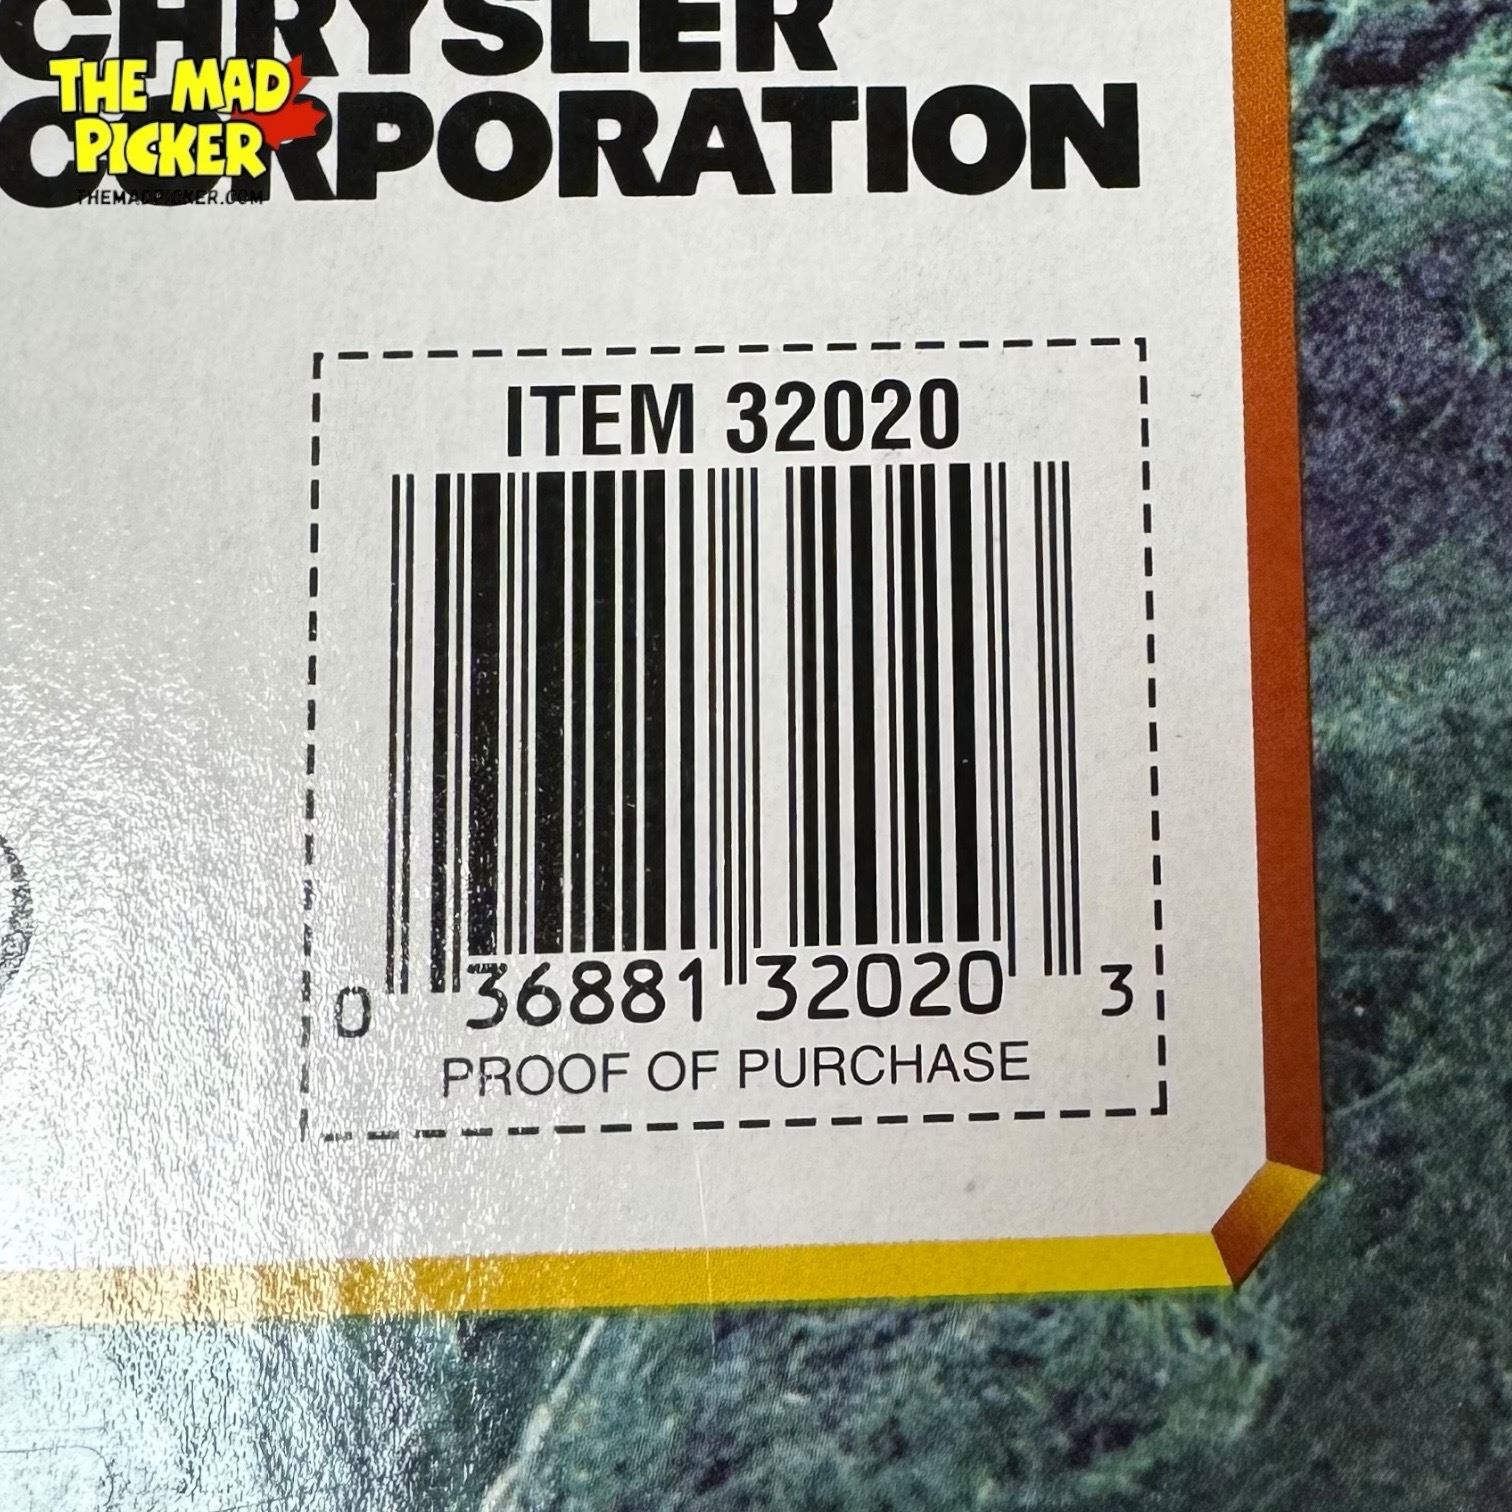 CHRYSLER
CORPORATION
THE MAD
PICKER
THEMADPICKER.COM
ITEM 32020
0 36881 32020 3
PROOF OF PURCHASE